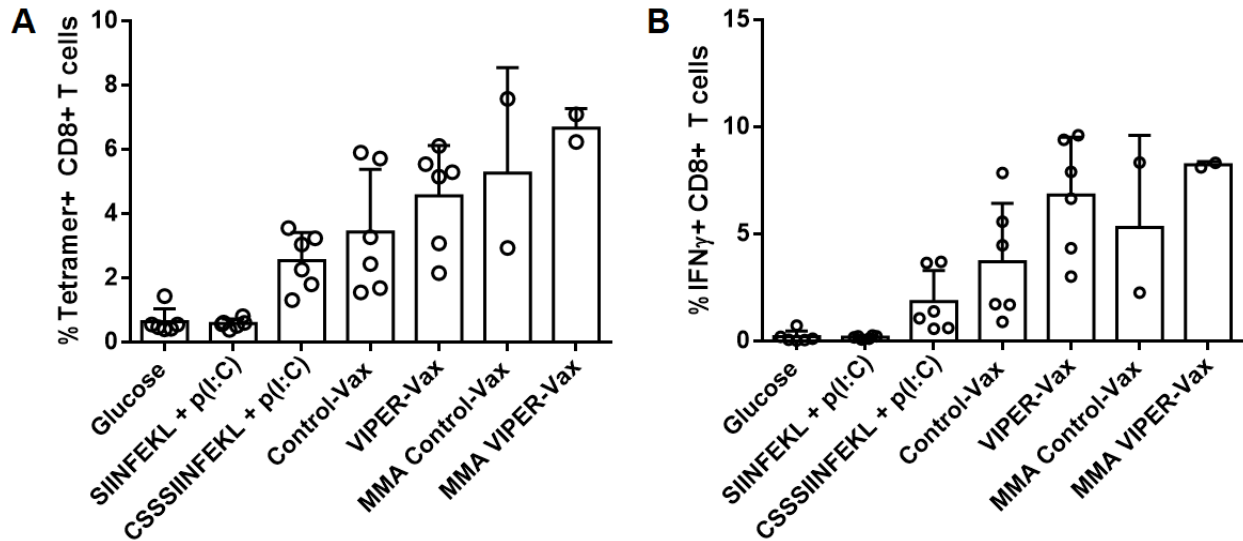 A
% Tetramer+ CD8+ T cells
10
8
6
4
2
0
Glucose
SIINFEKL + p(I:C)
CSSSIINFEKL + p(I:C)
Control-Vax
VIPER-Vax
MMA Control-Vax
MMA VIPER-Vax
B
% IFNγ+ CD8+ T cells
15
10
5
0
Glucose
SIINFEKL + p(I:C)
CSSSIINFEKL + p(I:C)
Control-Vax
VIPER-Vax
MMA Control-Vax
MMA VIPER-Vax